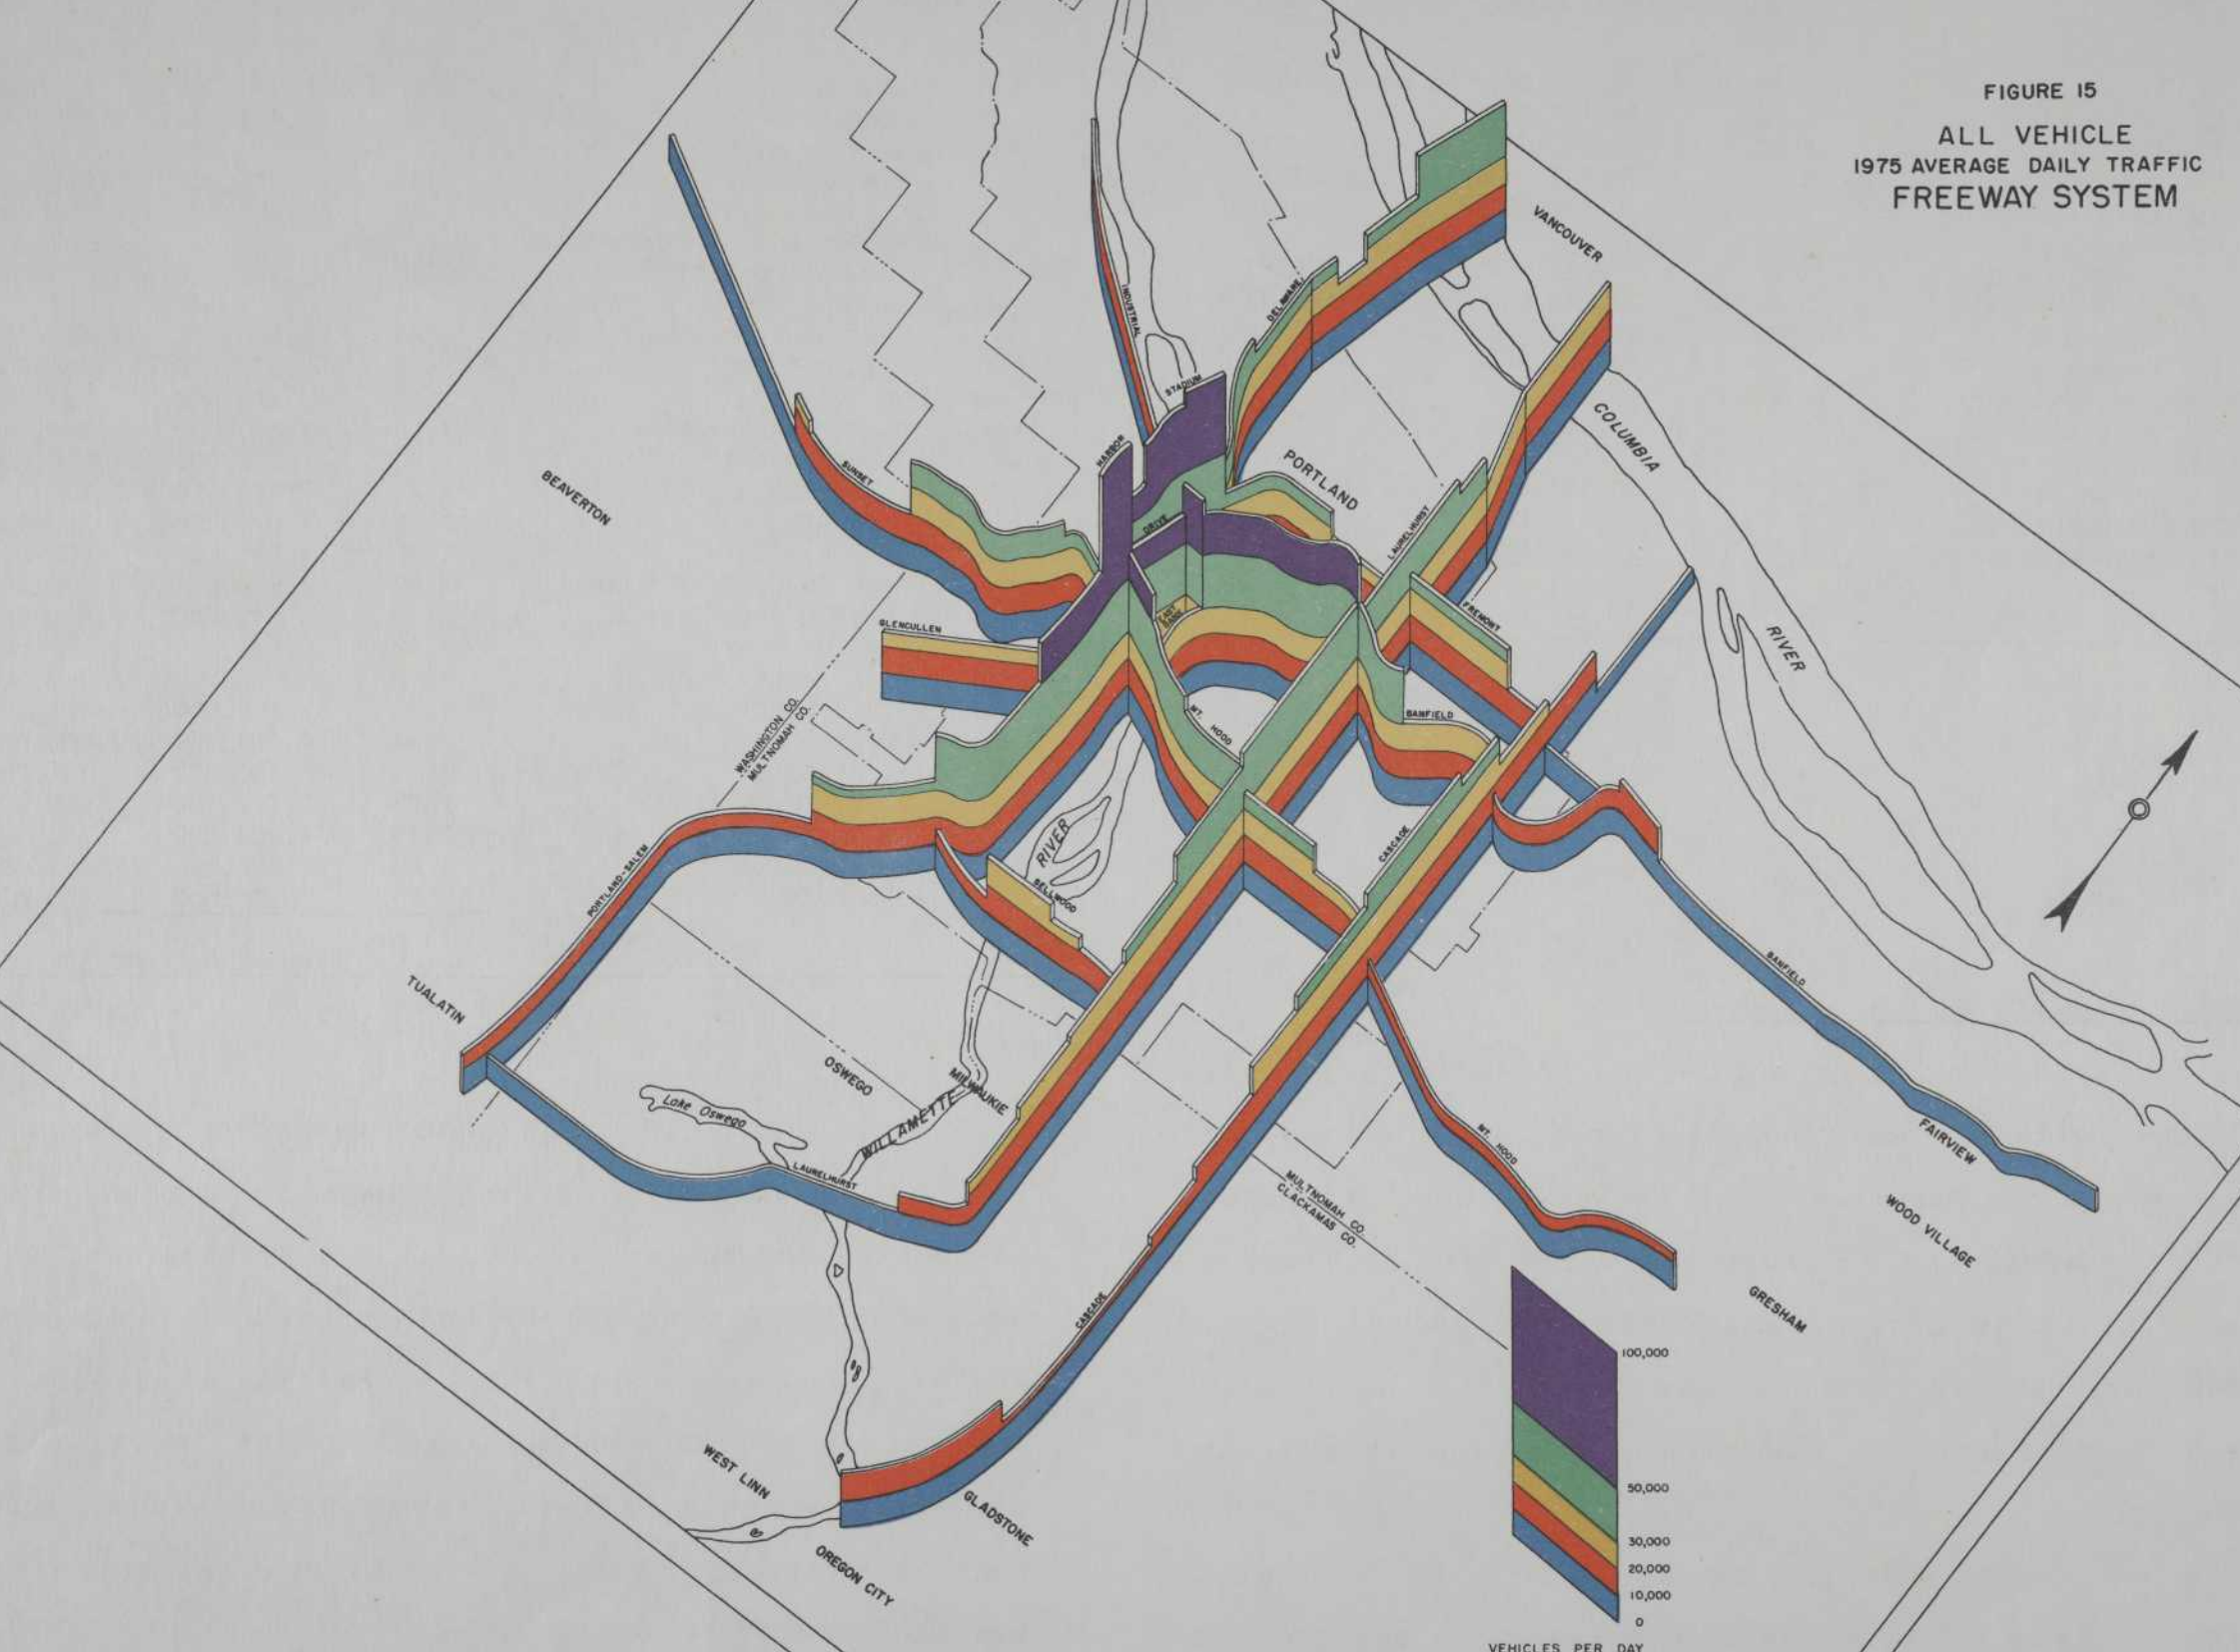 FIGURE 15
ALL VEHICLE
1975 AVERAGE DAILY TRAFFIC
FREEWAY SYSTEM
VANCOUVER
DELAWARE
INDUSTRIAL
STADIUM
COLUMBIA
RIVER
HARBOR
PORTLAND
SUNSET
BEAVERTON
DRIVE
LAURELHURST
EAST
BANK
FREMONT
GLENCULLEN
WASHINGTON CO.
MULTNOMAH CO.
MT. HOOD
BANFIELD
RIVER
CASCADE
PORTLAND-SALEM
SELLWOOD
BANFIELD
TUALATIN
OSWEGO
MILWAUKIE
Lake Oswego
WILLAMETTE
LAURELHURST
MT. HOOD
FAIRVIEW
MULTNOMAH CO.
CLACKAMAS CO.
WOOD VILLAGE
GRESHAM
CASCADE
WEST LINN
GLADSTONE
OREGON CITY
100,000
50,000
30,000
20,000
10,000
0
VEHICLES PER DAY